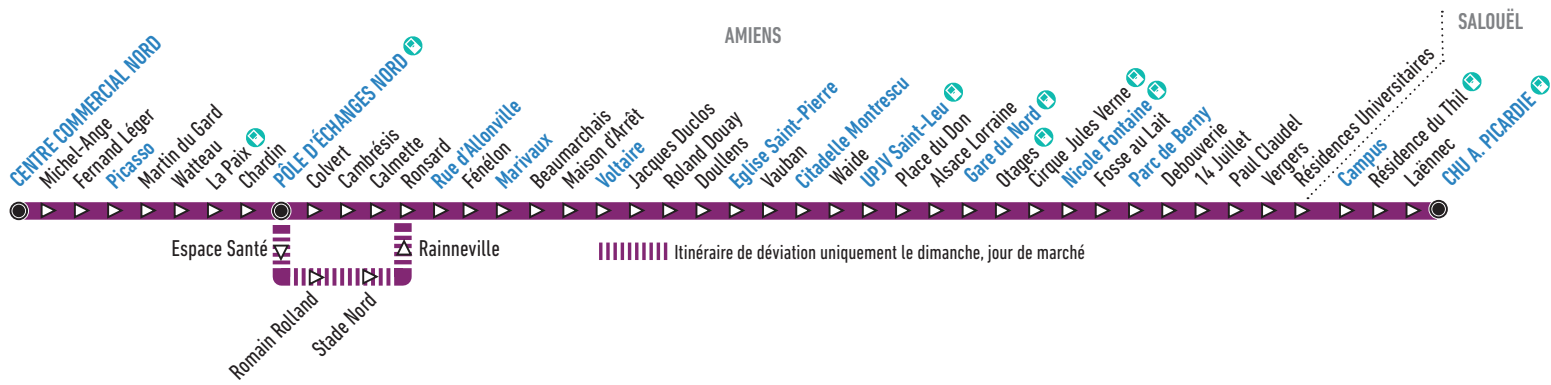 AMIENS
SALOUËL
CENTRE COMMERCIAL NORD
Michel-Ange
Fernand Léger
Picasso
Martin du Gard
Watteau
La Paix
Chardin
PÔLE D'ÉCHANGES NORD
Colvert
Cambrésis
Calmette
Ronsard
Rue d'Allonville
Fénélon
Marivaux
Beaumarchais
Maison d'Arrêt
Voltaire
Jacques Duclos
Roland Douay
Doullens
Eglise Saint-Pierre
Vauban
Citadelle Montrescu
Waide
UPJV Saint-Leu
Place du Don
Alsace Lorraine
Gare du Nord
Otages
Cirque Jules Verne
Nicole Fontaine
Fosse au Lait
Parc de Berny
Debouverie
14 Juillet
Paul Claudel
Vergers
Résidences Universitaires
Campus
Résidence du Thil
Laënnec
CHU A. PICARDIE
Espace Santé
Romain Rolland
Stade Nord
Rainneville
Itinéraire de déviation uniquement le dimanche, jour de marché